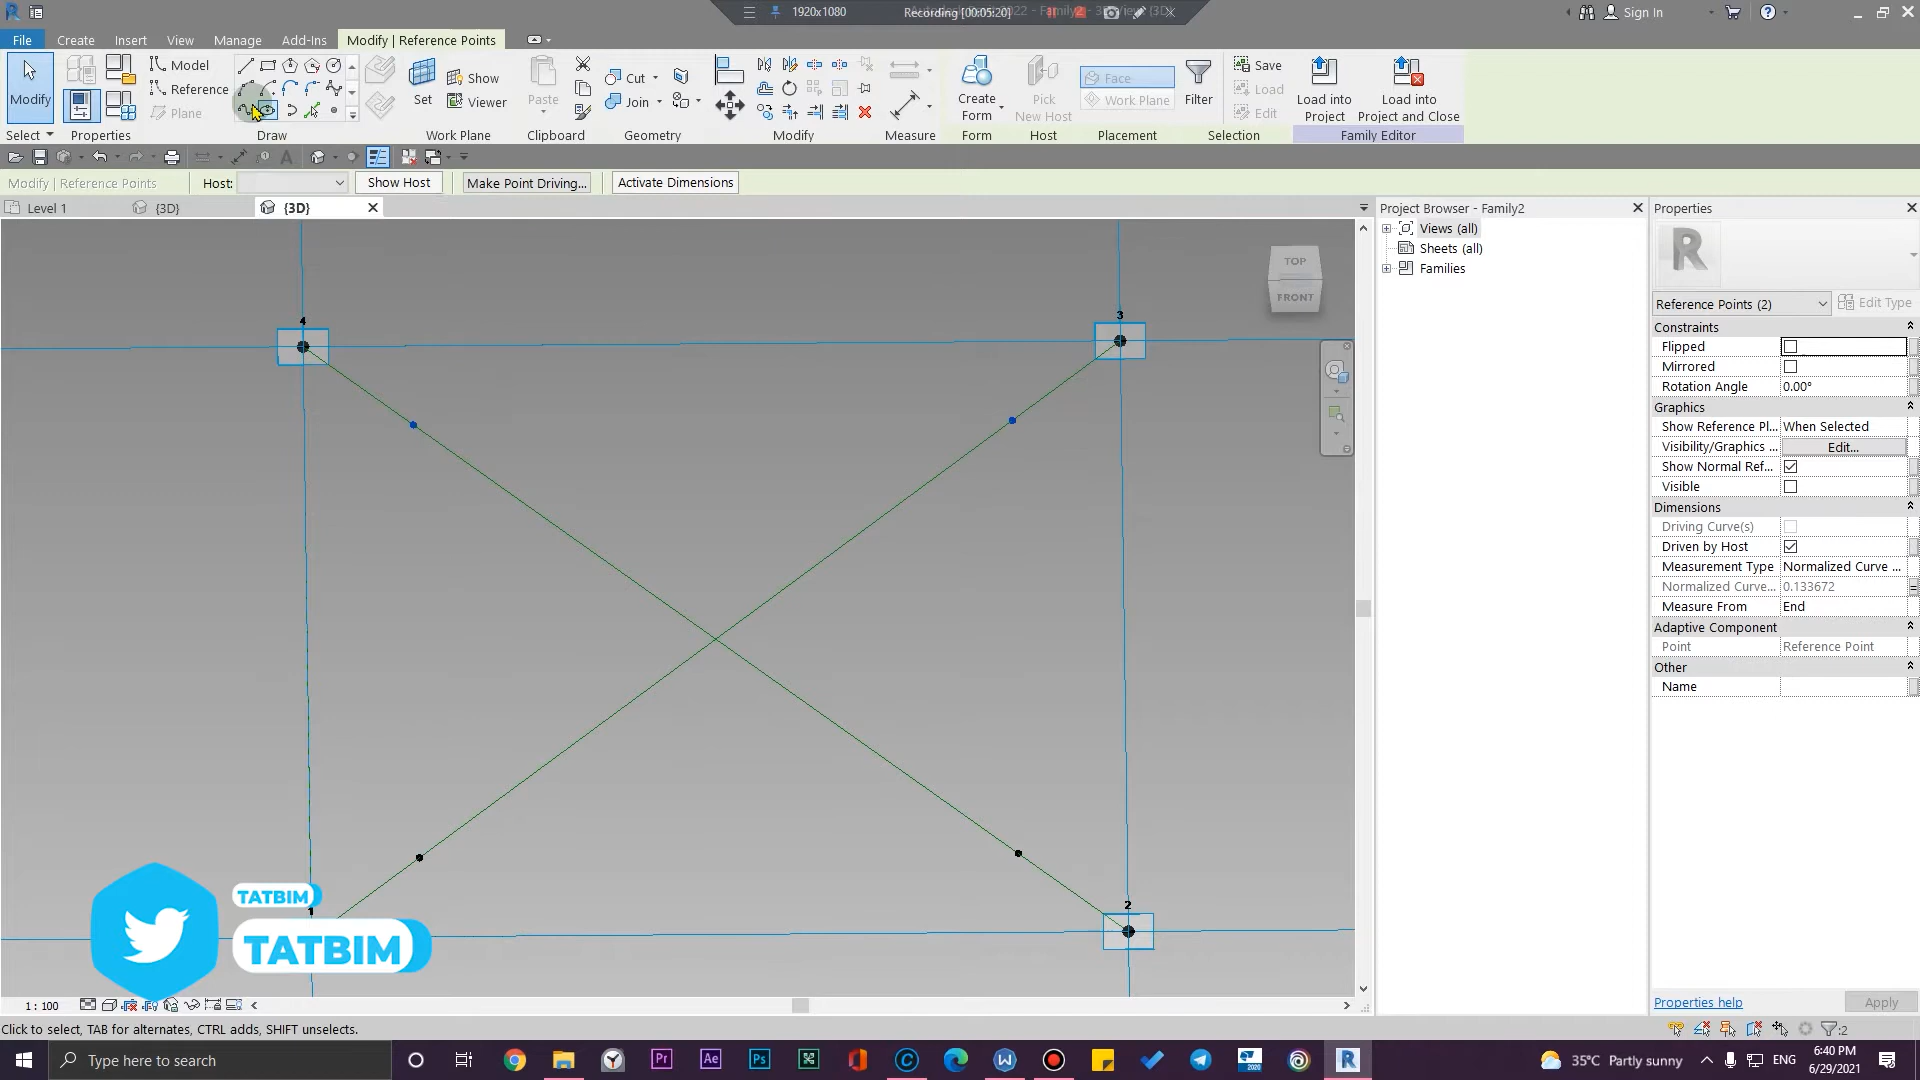 1920x1080
Recording [00:05:20]
Sign In
File
Create
Insert
View
Manage
Add-Ins
Modify | Reference Points
Modify
Model
Reference
Plane
Set
Show
Viewer
Paste
Cut
Join
Create
Form
Pick
New Host
Face
Work Plane
Filter
Save
Load
Edit
Load into
Project
Load into
Project and Close
Select
Properties
Draw
Work Plane
Clipboard
Geometry
Modify
Measure
Form
Host
Placement
Selection
Family Editor
Modify | Reference Points
Host:
Show Host
Make Point Driving...
Activate Dimensions
Level 1
{3D}
{3D}
Project Browser - Family2
Views (all)
Sheets (all)
Families
TOP
FRONT
4
3
1
2
TATBIM
TATBIM
Properties
Reference Points (2)
Edit Type
Constraints
Flipped
Mirrored
Rotation Angle 0.00°
Graphics
Show Reference Pl... When Selected
Visibility/Graphics ... Edit...
Show Normal Ref...
Visible
Dimensions
Driving Curve(s)
Driven by Host
Measurement Type Normalized Curve ...
Normalized Curve... 0.133672
Measure From End
Adaptive Component
Point Reference Point
Other
Name
Properties help
Apply
1 : 100
Click to select, TAB for alternates, CTRL adds, SHIFT unselects.
:2
Type here to search
35°C Partly sunny
ENG
6:40 PM
6/29/2021